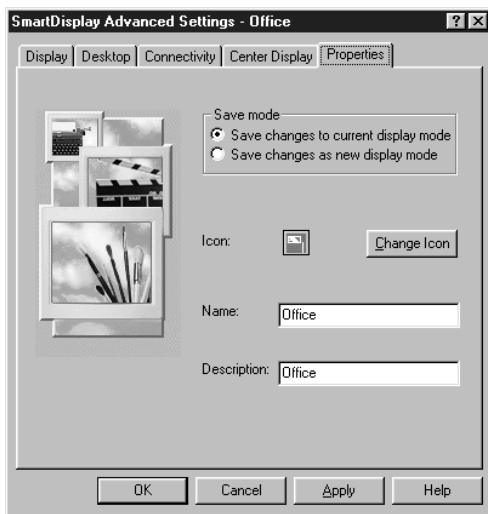 SmartDisplay Advanced Settings - Office
Display Desktop Connectivity Center Display Properties
Save mode
Save changes to current display mode
Save changes as new display mode
Icon:
Change Icon
Name:
Office
Description:
Office
OK Cancel Apply Help